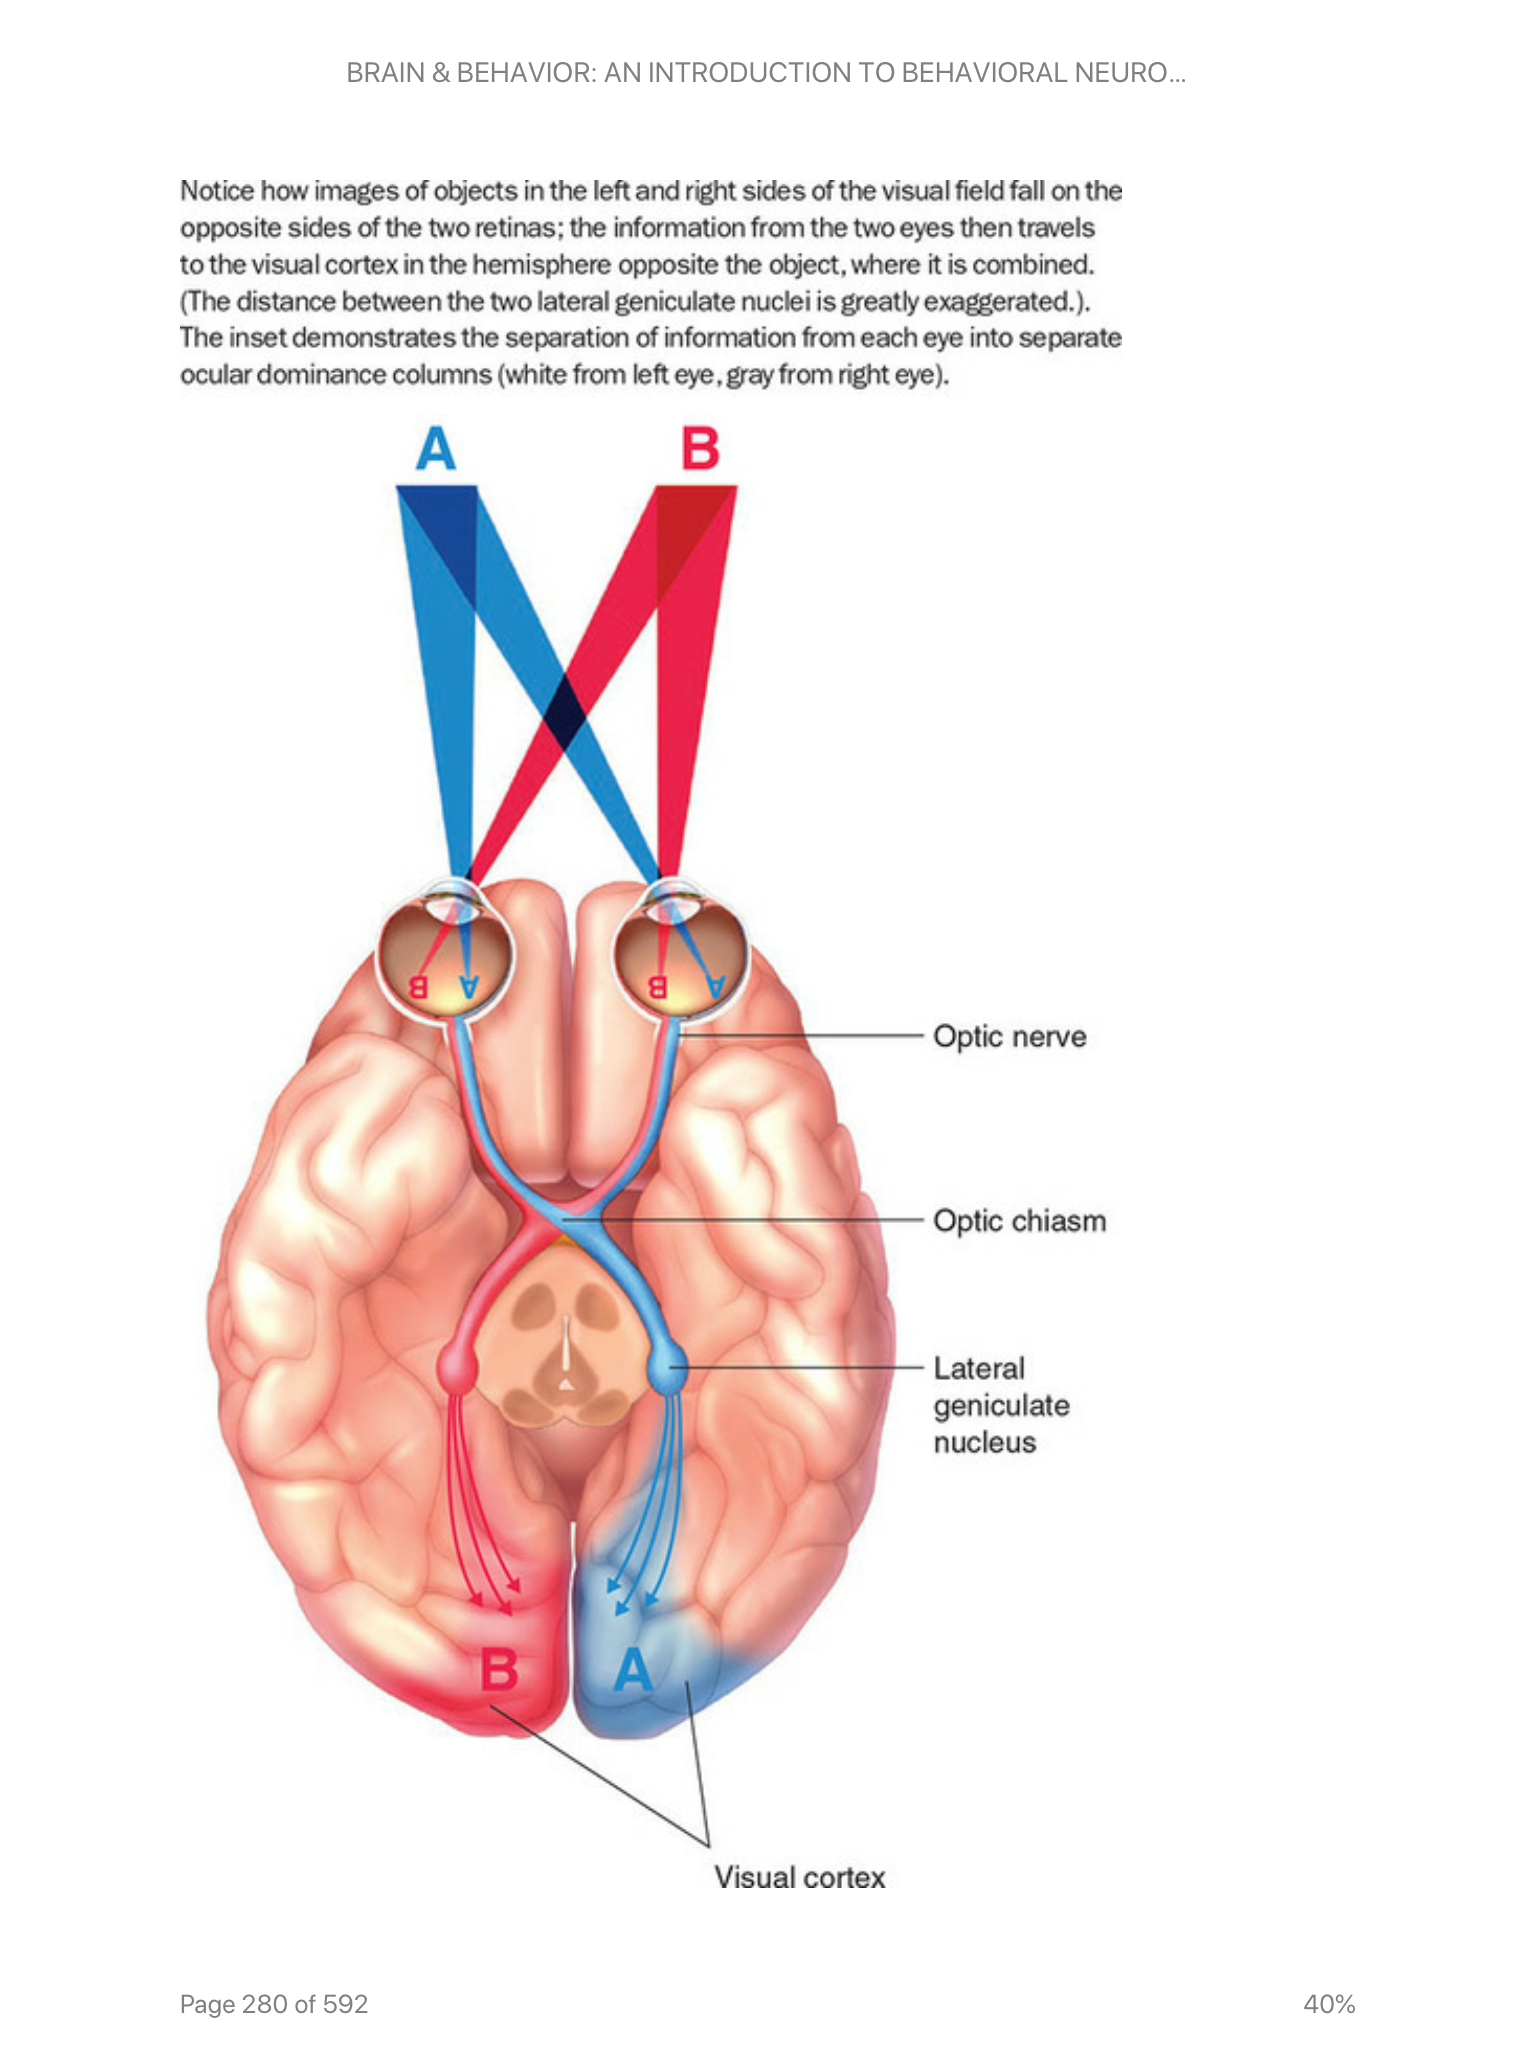 BRAIN & BEHAVIOR: AN INTRODUCTION TO BEHAVIORAL NEURO...
Notice how images of objects in the left and right sides of the visual field fall on the
opposite sides of the two retinas; the information from the two eyes then travels
to the visual cortex in the hemisphere opposite the object, where it is combined.
(The distance between the two lateral geniculate nuclei is greatly exaggerated.).
The inset demonstrates the separation of information from each eye into separate
ocular dominance columns (white from left eye, gray from right eye).
A B
B A B A
Optic nerve
Optic chiasm
Lateral
geniculate
nucleus
B A
Visual cortex
Page 280 of 592 40%